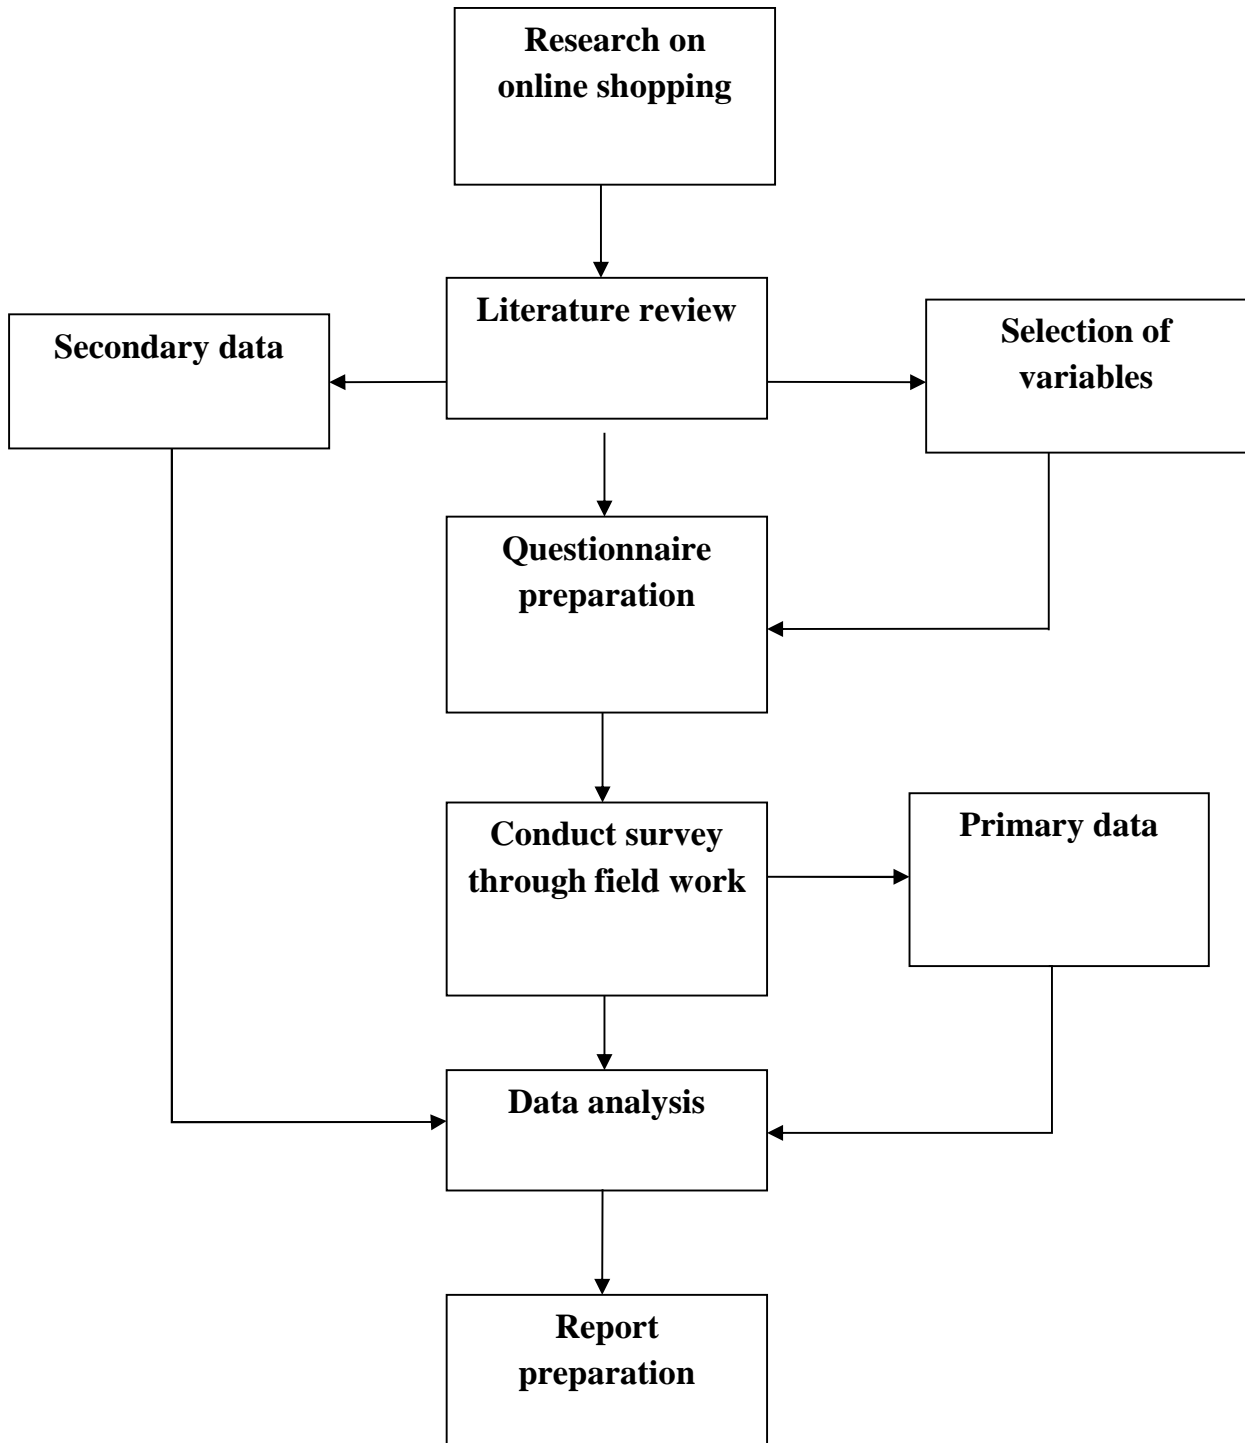 Research on
online shopping
Literature review
Secondary data
Selection of
variables
Questionnaire
preparation
Conduct survey
through field work
Primary data
Data analysis
Report
preparation